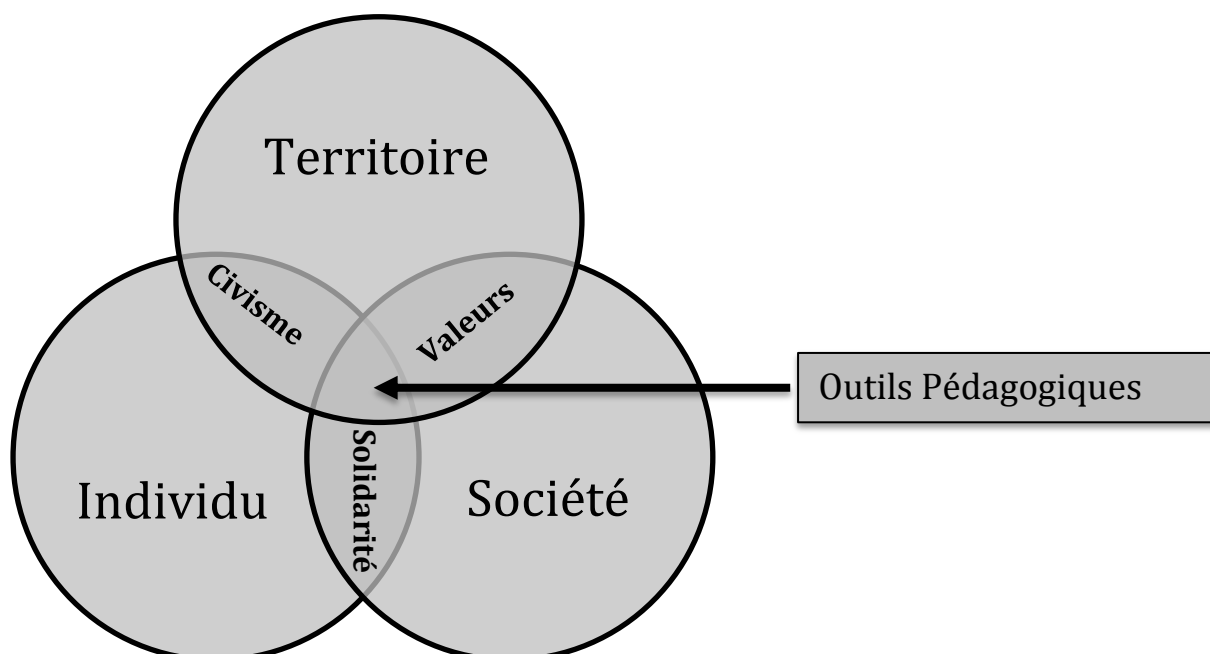 Territoire
Civisme
Valeurs
Outils Pédagogiques
Individu
Solidarité
Société